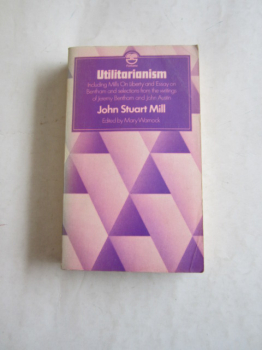 Utilitarianism
Including Mill's On Liberty and Essay on
Bentham and selections from the writings
of Jeremy Bentham and John Austin
John Stuart Mill
Edited by Mary Warnock